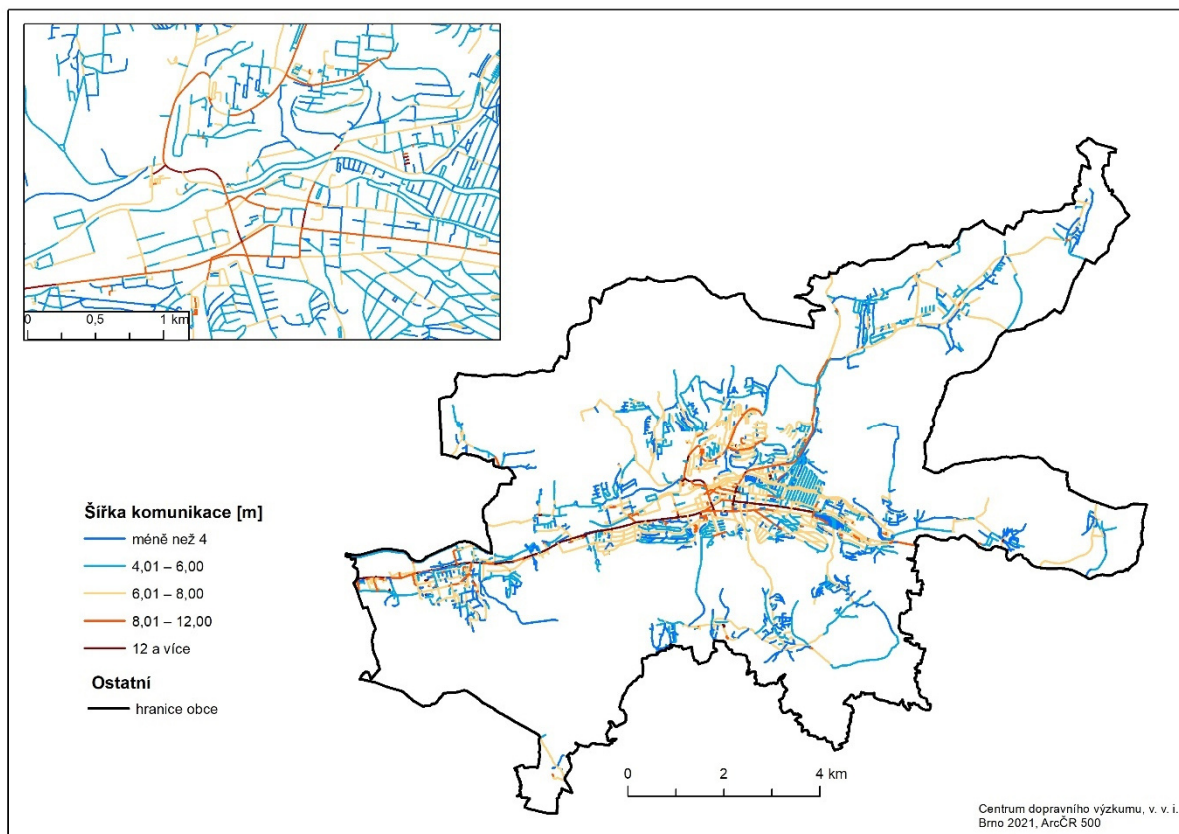 0 0,5 1 km
Šířka komunikace [m]
méně než 4
4,01 – 6,00
6,01 – 8,00
8,01 – 12,00
12 a více
Ostatní
hranice obce
0 2 4 km
Centrum dopravního výzkumu, v. v. i.
Brno 2021, ArcČR 500